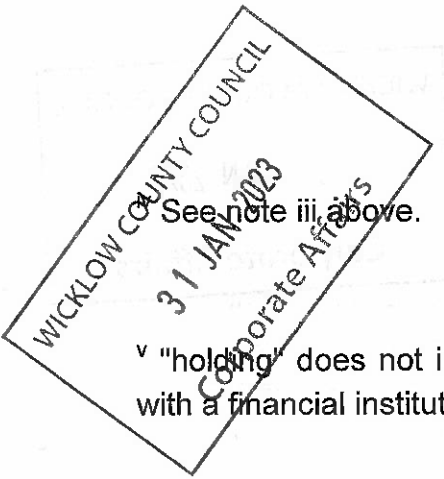 WICKLOW COUNTY COUNCIL
31 JAN 2023
Corporate Affairs
See note iii above.
v "holding" does not i
with a financial institut